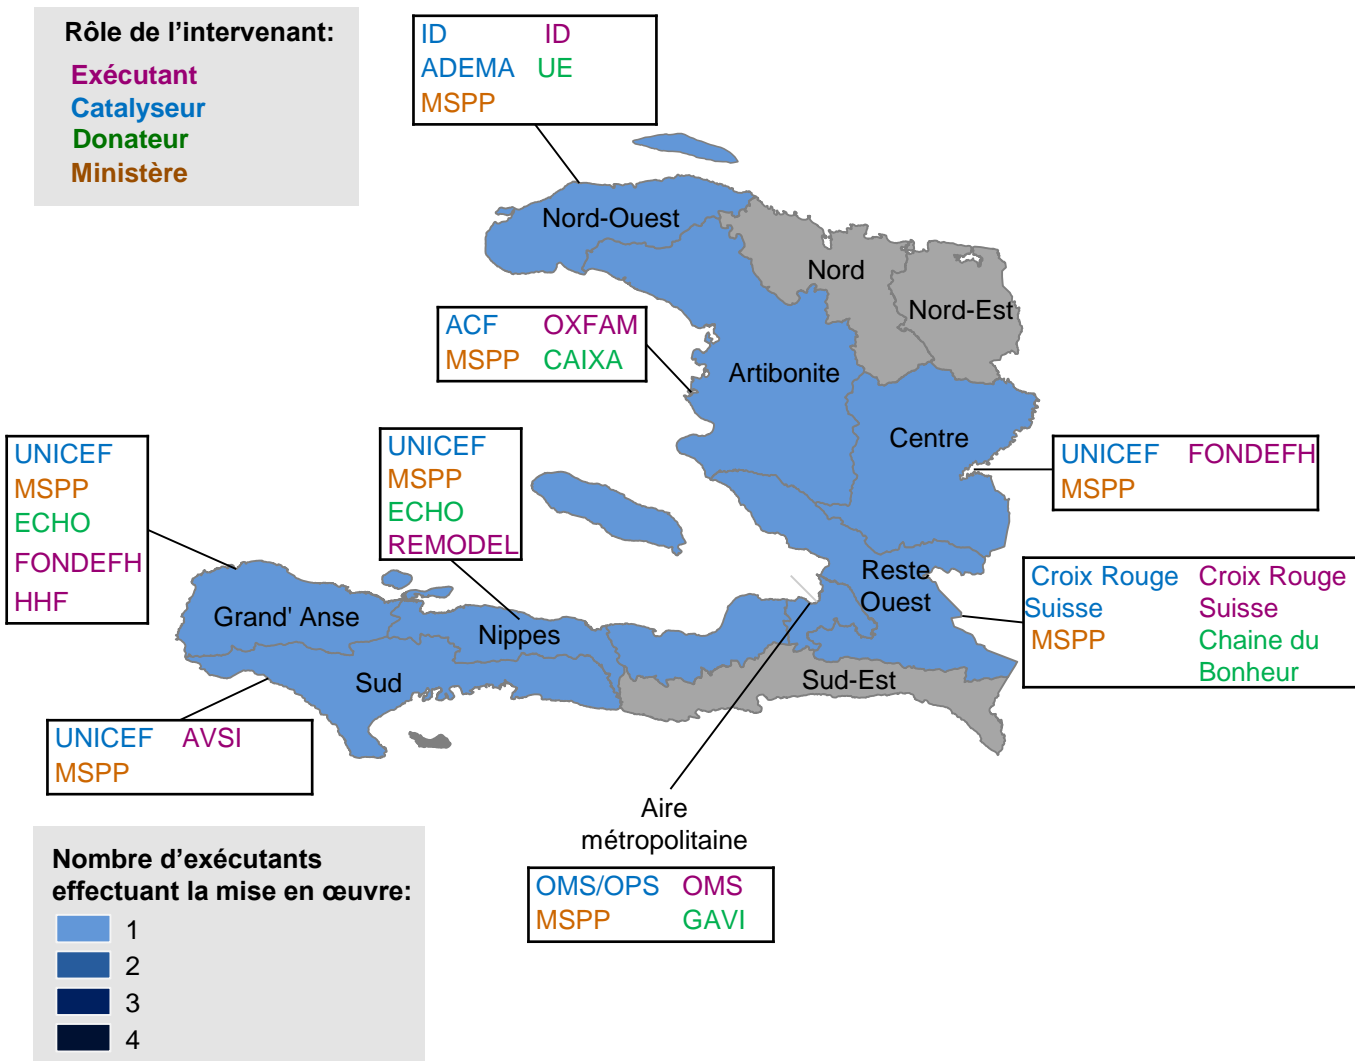 Rôle de l’intervenant:
Exécutant
Catalyseur
Donateur
Ministère
ID ID
ADEMA UE
MSPP
Nord-Ouest
Nord
Nord-Est
ACF OXFAM
MSPP CAIXA
Artibonite
Centre
UNICEF
MSPP
ECHO
FONDEFH
HHF
UNICEF
MSPP
ECHO
REMODEL
UNICEF FONDEFH
MSPP
Reste
Ouest
Croix Rouge Croix Rouge
Suisse Suisse
MSPP Chaine du
Bonheur
Grand' Anse
Nippes
Sud
Sud-Est
UNICEF AVSI
MSPP
Aire
métropolitaine
OMS/OPS OMS
MSPP GAVI
Nombre d’exécutants
effectuant la mise en œuvre:
1
2
3
4